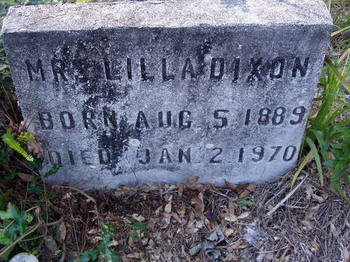 MRS LILLA DIXON
BORN AUG 5 1889
DIED JAN 2 1970